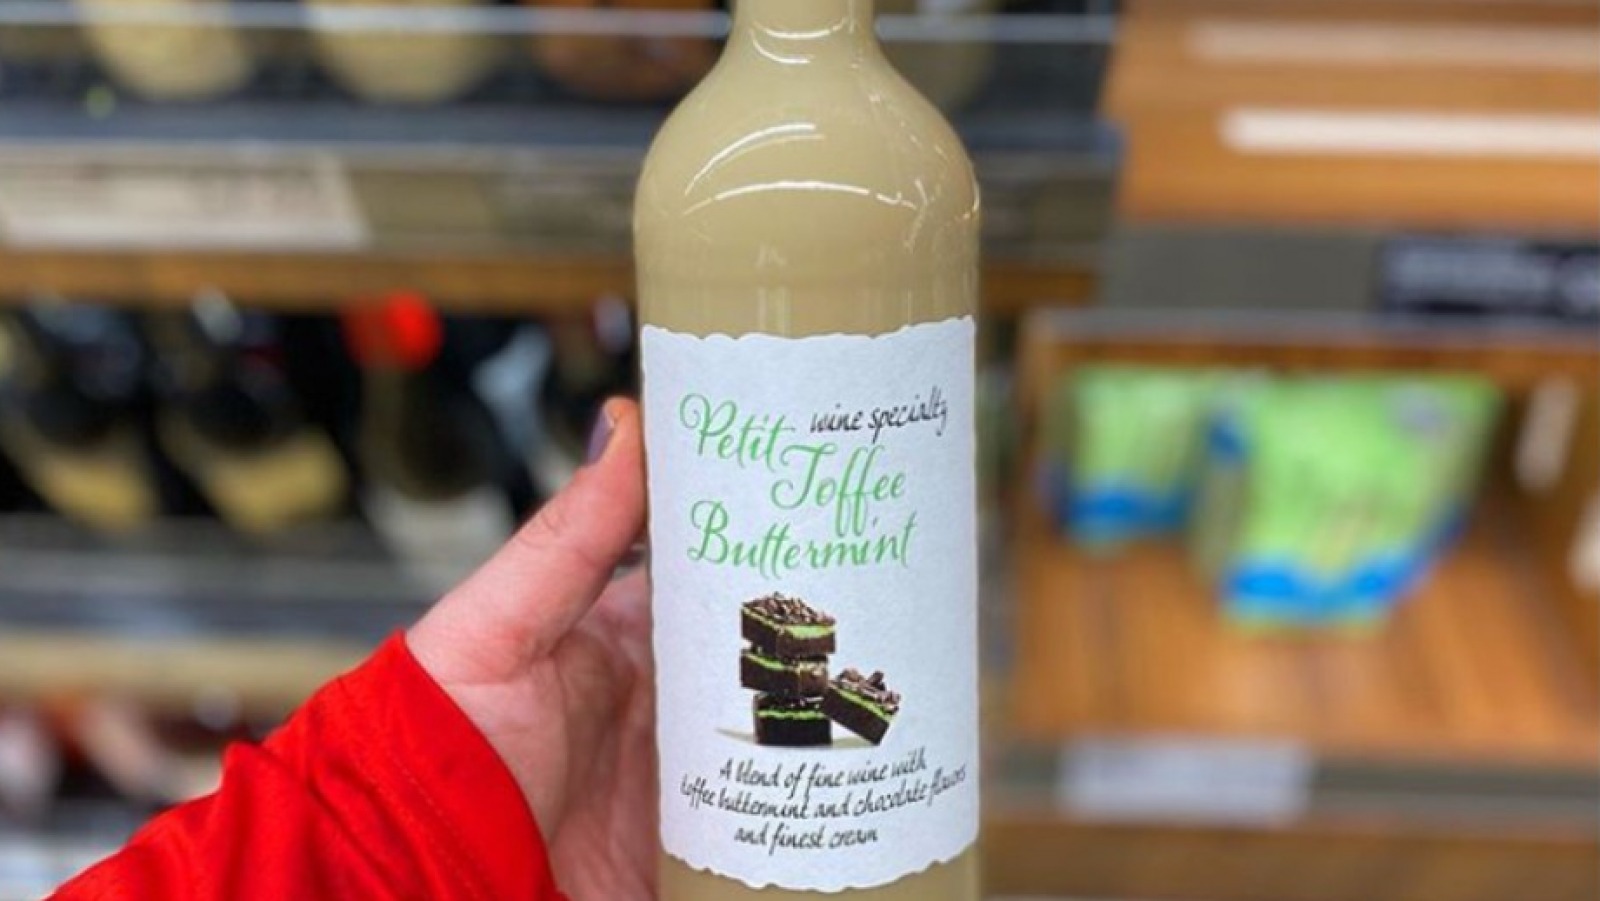 Petit wine specialty
Toffee
Buttermint
A blend of fine wine with
toffee buttermint and chocolate flavors
and finest cream